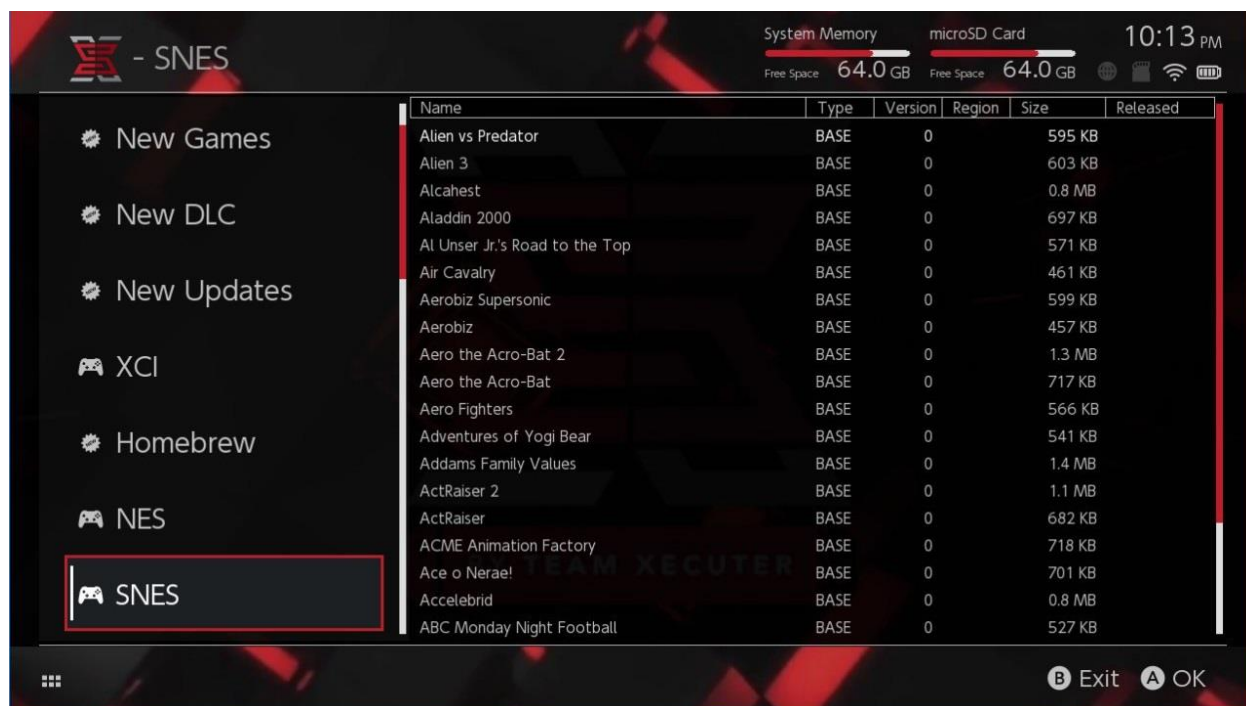 - SNES
System Memory microSD Card 10:13 PM
Free Space 64.0 GB Free Space 64.0 GB
New Games
New DLC
New Updates
XCI
Homebrew
NES
SNES
Name Type Version Region Size Released
Alien vs Predator BASE 0 595 KB
Alien 3 BASE 0 603 KB
Alcahest BASE 0 0.8 MB
Aladdin 2000 BASE 0 697 KB
Al Unser Jr.'s Road to the Top BASE 0 571 KB
Air Cavalry BASE 0 461 KB
Aerobiz Supersonic BASE 0 599 KB
Aerobiz BASE 0 457 KB
Aero the Acro-Bat 2 BASE 0 1.3 MB
Aero the Acro-Bat BASE 0 717 KB
Aero Fighters BASE 0 566 KB
Adventures of Yogi Bear BASE 0 541 KB
Addams Family Values BASE 0 1.4 MB
ActRaiser 2 BASE 0 1.1 MB
ActRaiser BASE 0 682 KB
ACME Animation Factory BASE 0 718 KB
Ace o Nerae! BASE 0 701 KB
Accelebrid BASE 0 0.8 MB
ABC Monday Night Football BASE 0 527 KB
BY TEAM XECUTER
B Exit A OK